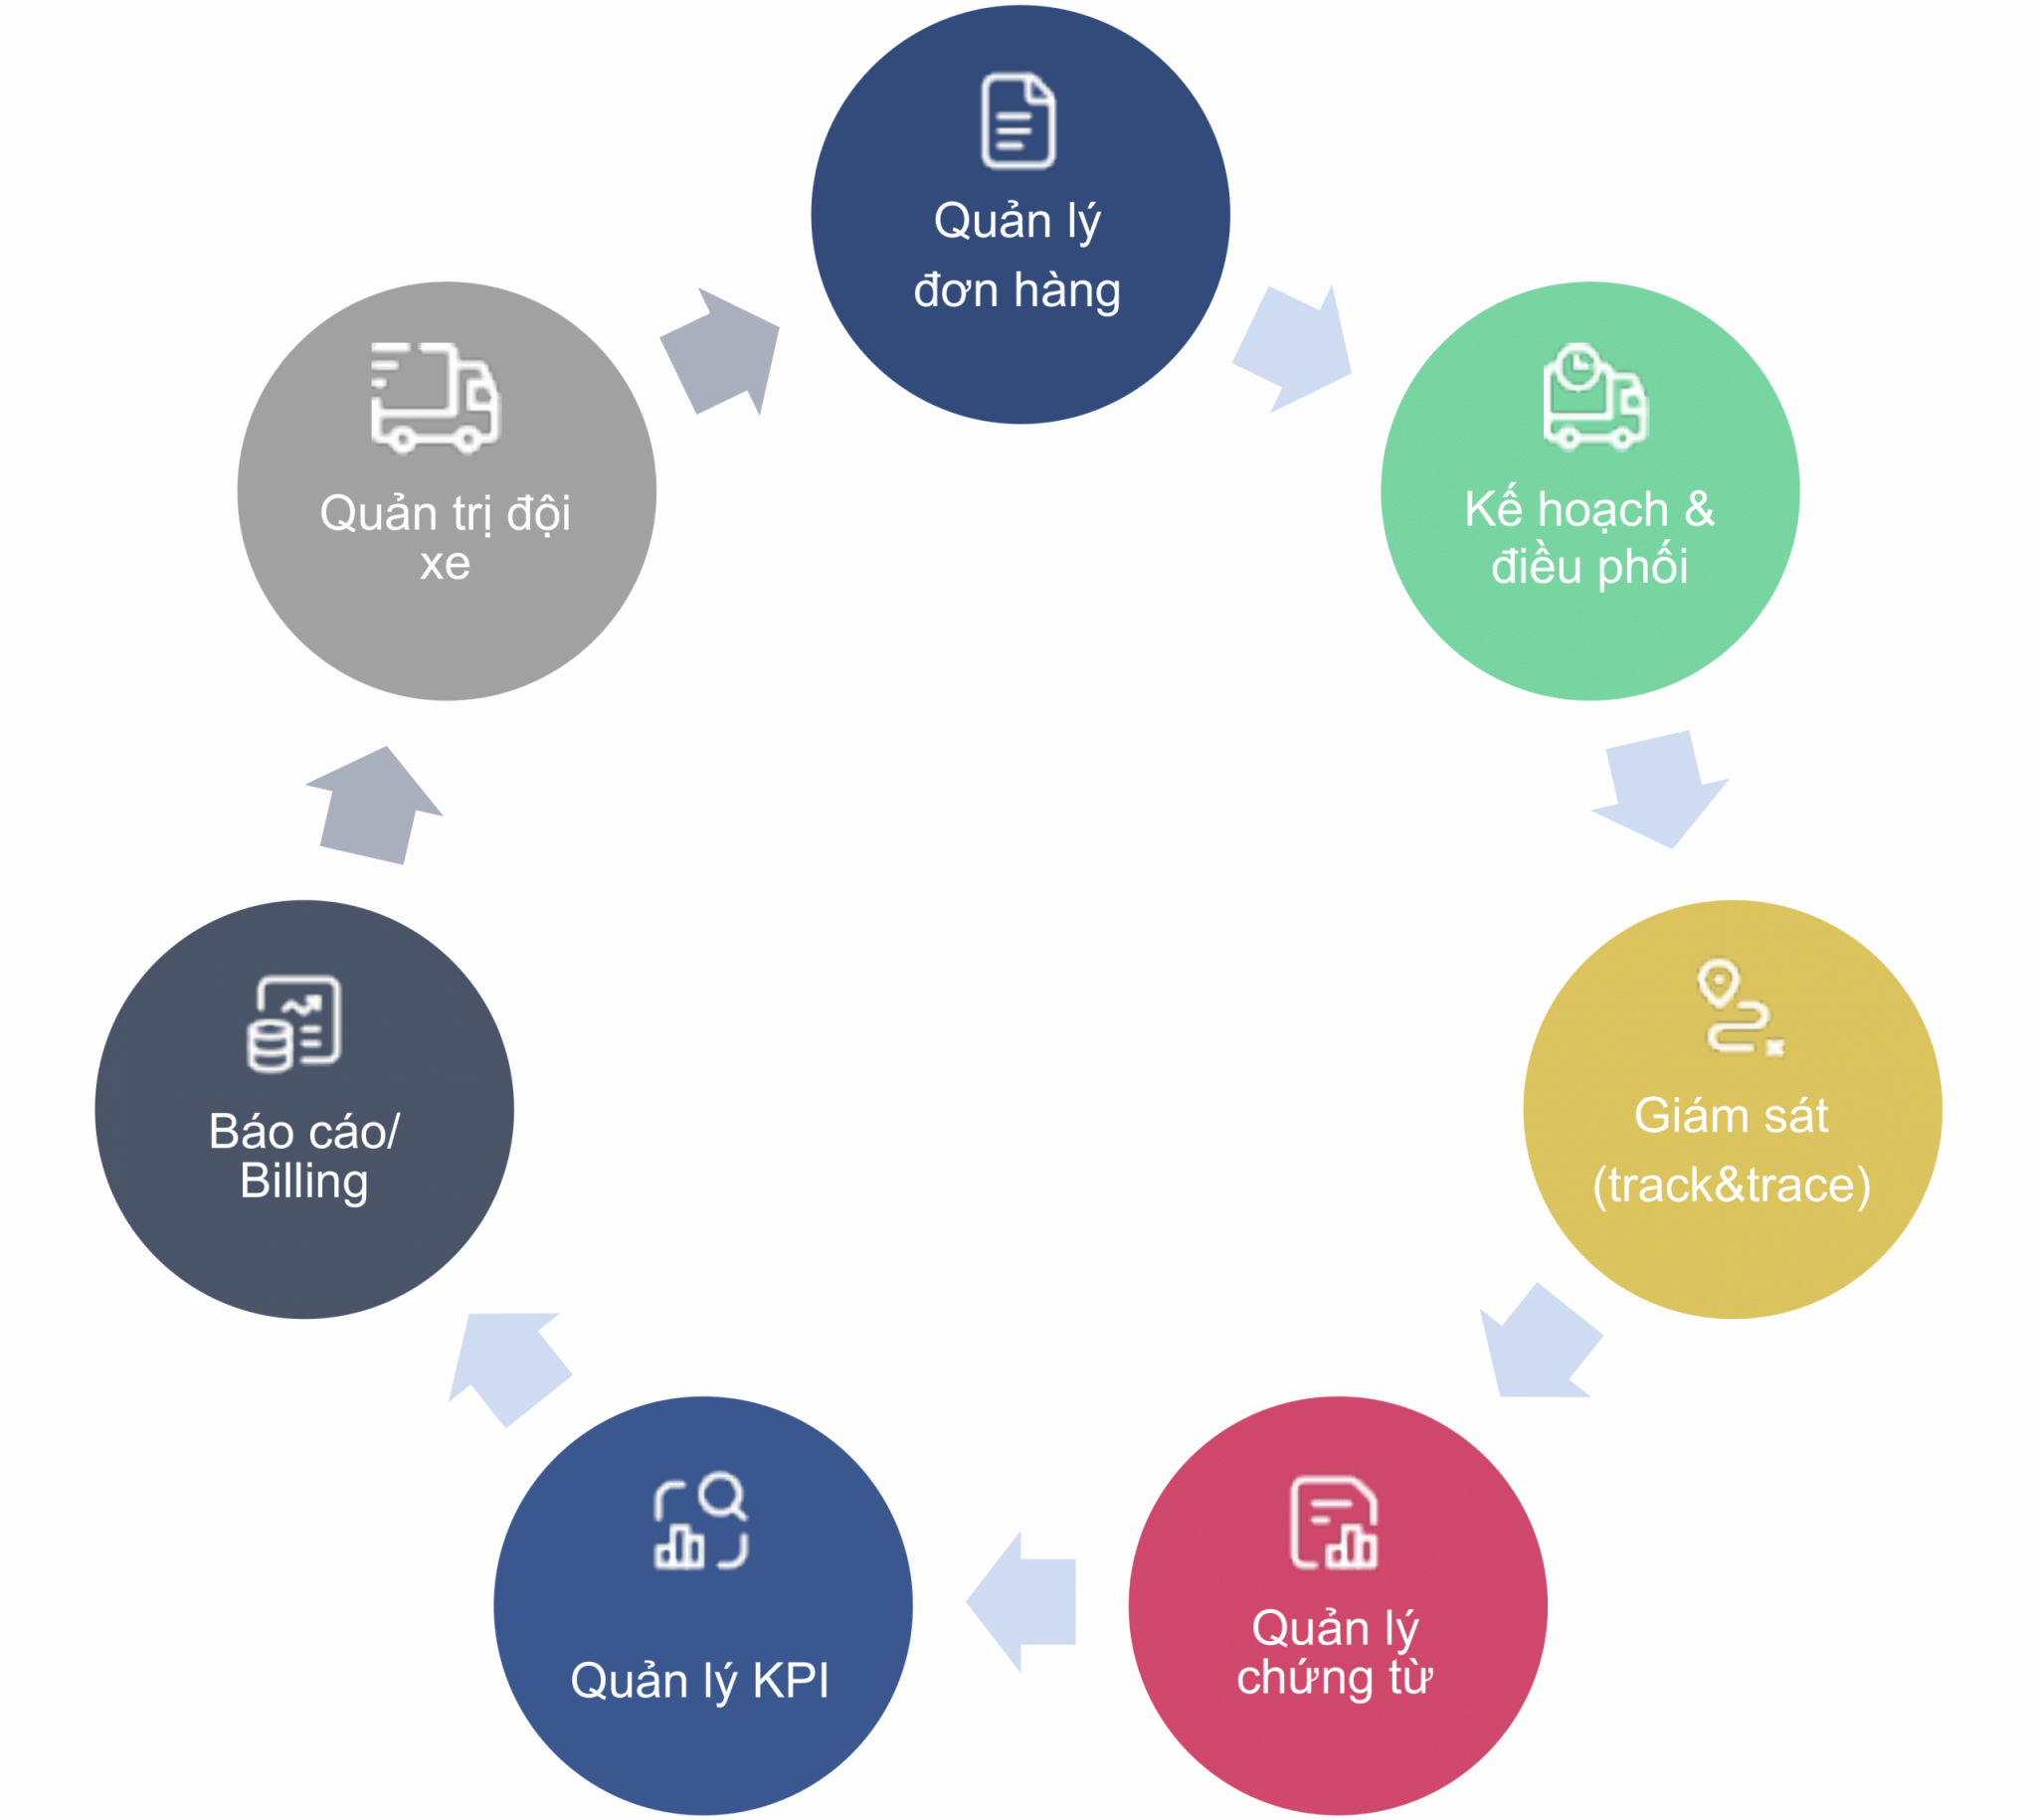 Quản lý
đơn hàng
Kế hoạch &
điều phối
Giám sát
(track&trace)
Quản lý
chứng từ
Quản lý KPI
Báo cáo/
Billing
Quản trị đội
xe